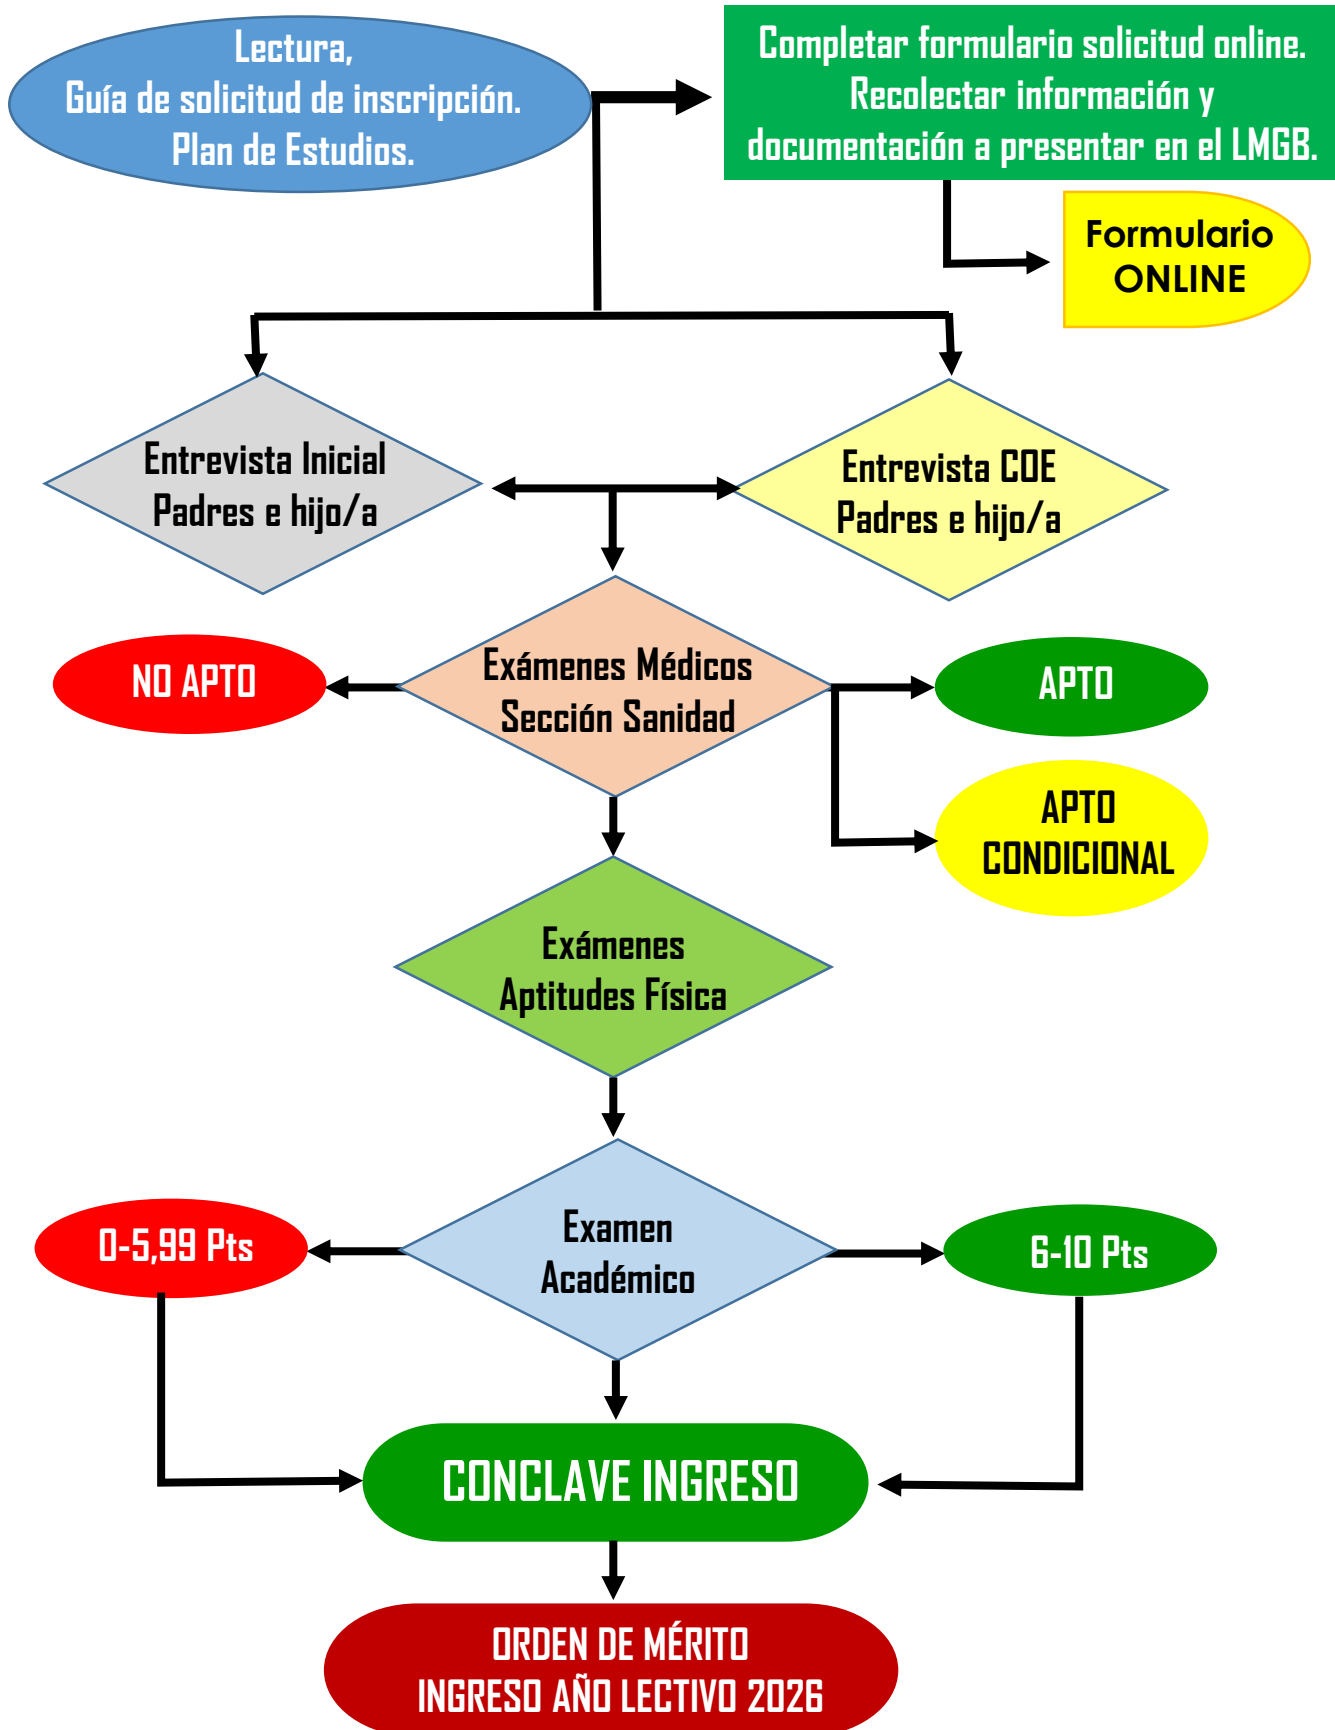 Lectura,
Guía de solicitud de inscripción.
Plan de Estudios.
Completar formulario solicitud online.
Recolectar información y
documentación a presentar en el LMGB.
Formulario
ONLINE
Entrevista Inicial
Padres e hijo/a
Entrevista COE
Padres e hijo/a
Exámenes Médicos
Sección Sanidad
NO APTO
APTO
APTO
CONDICIONAL
Exámenes
Aptitudes Física
Examen
Académico
0-5,99 Pts
6-10 Pts
CONCLAVE INGRESO
ORDEN DE MÉRITO
INGRESO AÑO LECTIVO 2026